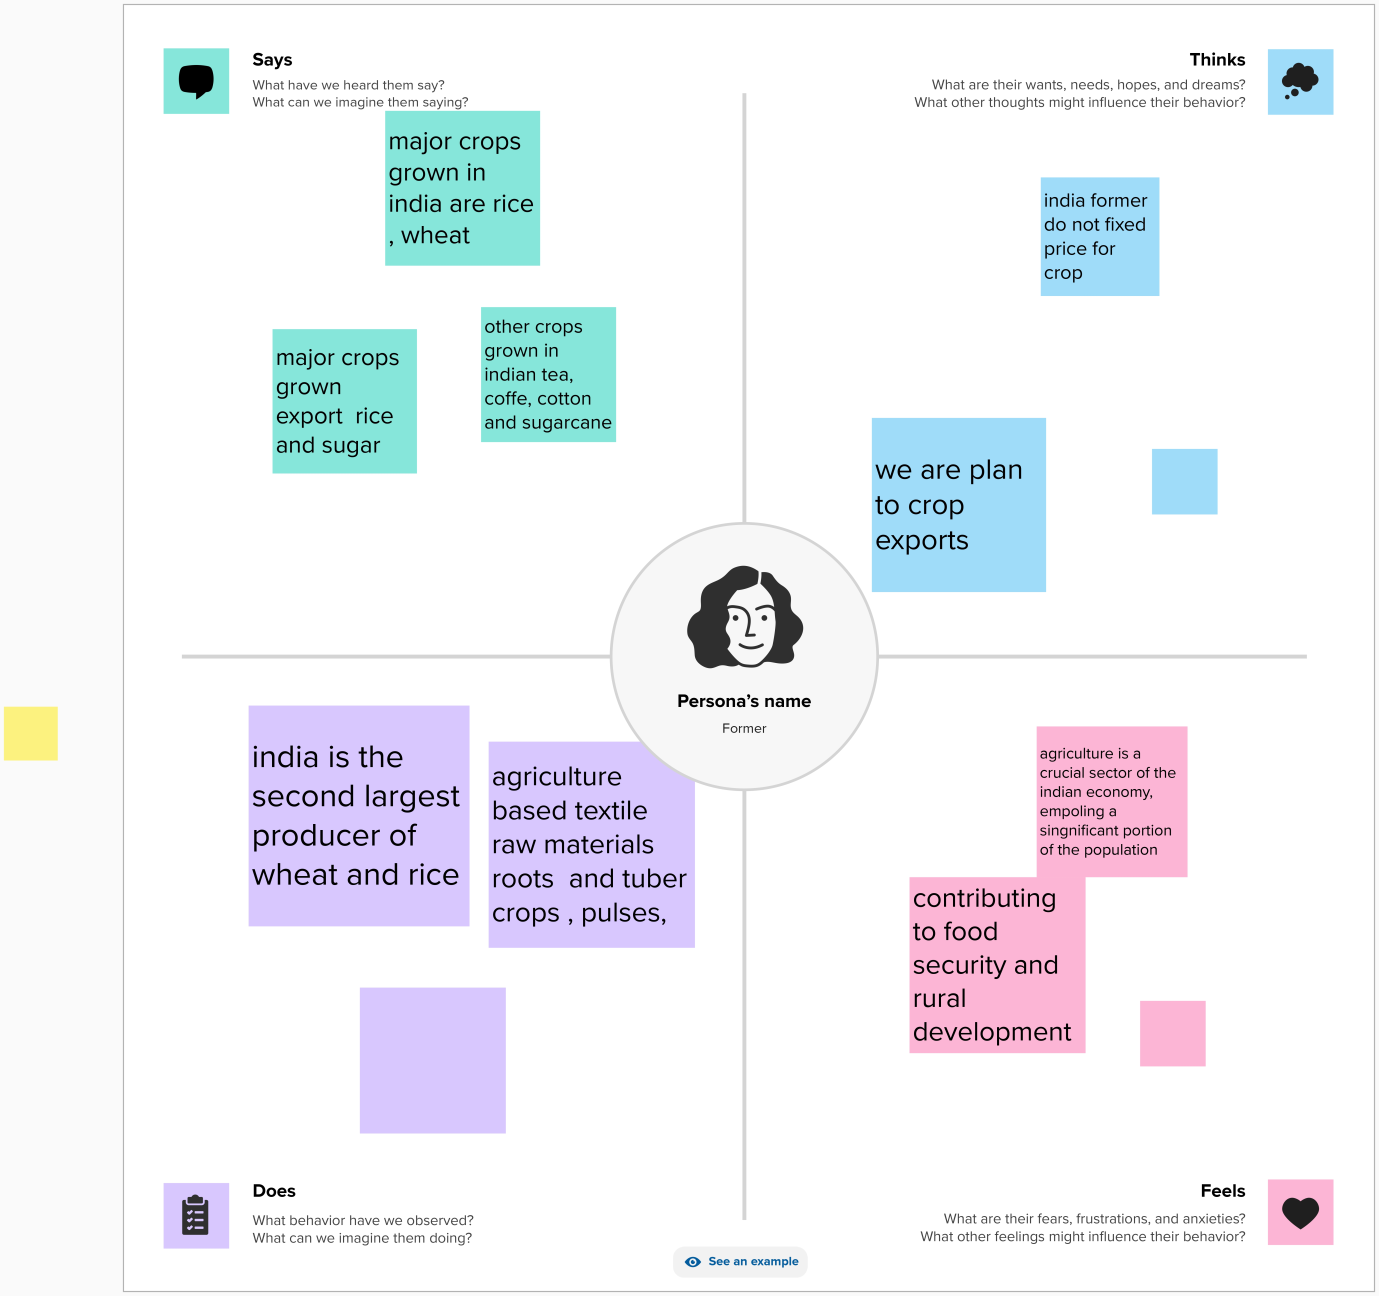 Says
What have we heard them say?
What can we imagine them saying?
major crops
grown in
india are rice
, wheat
major crops
grown
export  rice
and sugar
other crops
grown in
indian tea,
coffe, cotton
and sugarcane
Thinks
What are their wants, needs, hopes, and dreams?
What other thoughts might influence their behavior?
india former
do not fixed
price for
crop
we are plan
to crop
exports
Persona’s name
Former
india is the
second largest
producer of
wheat and rice
agriculture
based textile
raw materials
roots  and tuber
crops , pulses,
Does
What behavior have we observed?
What can we imagine them doing?
agriculture is a
crucial sector of the
indian economy,
empoling a
singnificant portion
of the population
contributing
to food
security and
rural
development
Feels
What are their fears, frustrations, and anxieties?
What other feelings might influence their behavior?
See an example